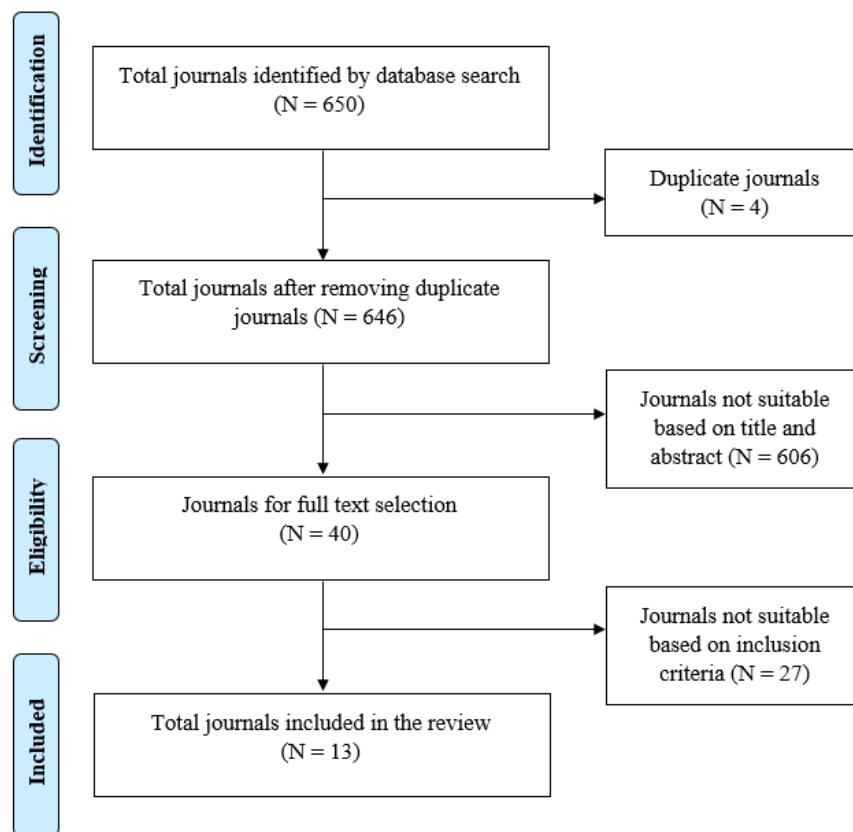 Identification
Total journals identified by database search
(N = 650)
Duplicate journals
(N = 4)
Screening
Total journals after removing duplicate
journals (N = 646)
Journals not suitable
based on title and
abstract (N = 606)
Eligibility
Journals for full text selection
(N = 40)
Journals not suitable
based on inclusion
criteria (N = 27)
Included
Total journals included in the review
(N = 13)